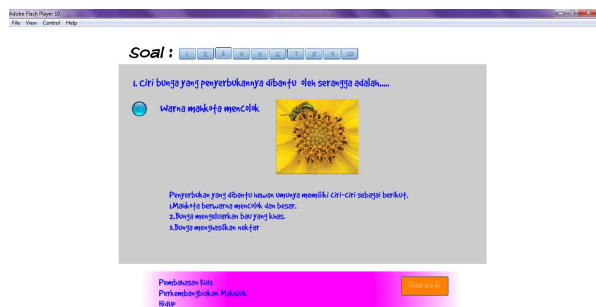 Adobe Flash Player 10
File View Control Help
Soal : 1 2 3 4 5 6 7 8 9 10
1. Ciri bunga yang penyerbukannya dibantu oleh serangga adalah.....
Warna mahkota mencolok
Penyerbukan yang dibantu hewan umunya memiliki ciri-ciri sebagai berikut.
1.Mahkota berwarna mencolok dan besar.
2.Bunga mengeluarkan bau yang khas.
3.Bunga menghasilkan nektar
Pembahasan Kuis
Perkembangbiakan Makhluk
Hidup
Kembali